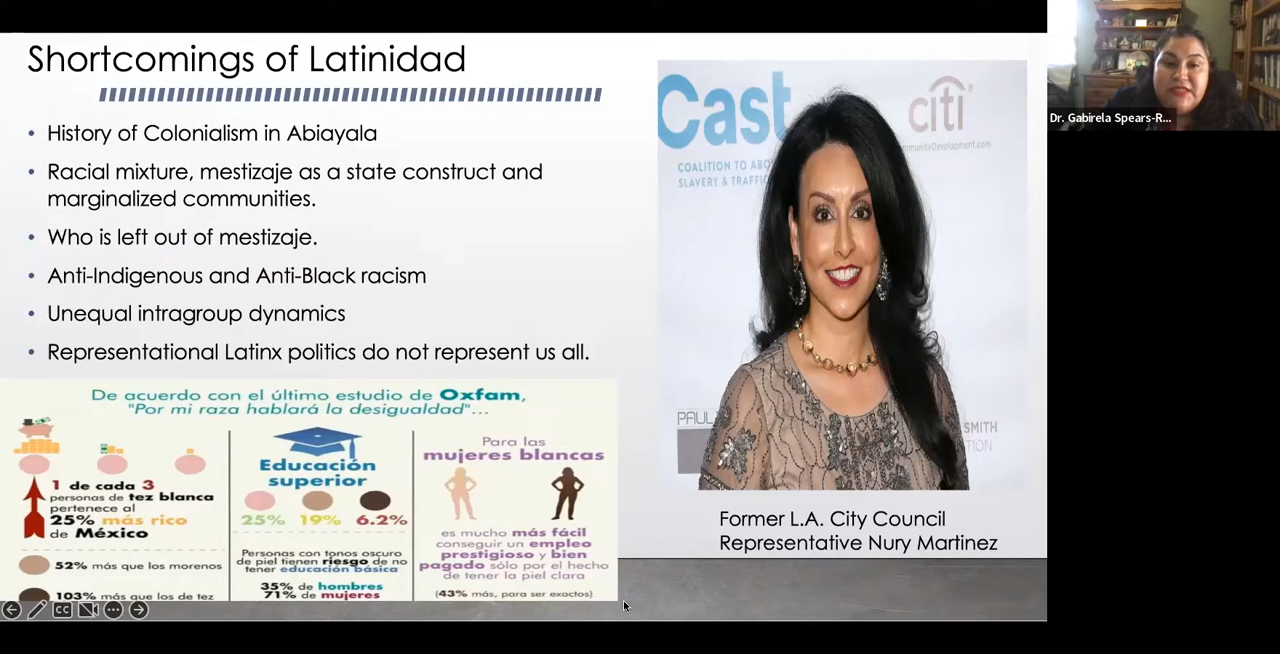 Shortcomings of Latinidad
• History of Colonialism in Abiayala
• Racial mixture, mestizaje as a state construct and
marginalized communities.
• Who is left out of mestizaje.
• Anti-Indigenous and Anti-Black racism
• Unequal intragroup dynamics
• Representational Latinx politics do not represent us all.
De acuerdo con el último estudio de Oxfam,
"Por mi raza hablará la desigualdad"...
1 de cada 3
personas de tez blanca
pertenece al
25% más rico
de México
52% más que los morenos
103% más que los de tez
Educación
superior
25% 19% 6.2%
Personas con tonos oscuro
de piel tienen riesgo de no
tener educación básica
35% de hombres
71% de mujeres
Para las
mujeres blancas
es mucho más fácil
conseguir un empleo
prestigioso y bien
pagado sólo por el hecho
de tener la piel clara
(43% más, para ser exactos)
Cast
COALITION TO ABO
SLAVERY & TRAFFIC
citi
mmunityDevelopment.com
PAUL
SMITH
TION
Former L.A. City Council
Representative Nury Martinez
Dr. Gabirela Spears-R...
CC